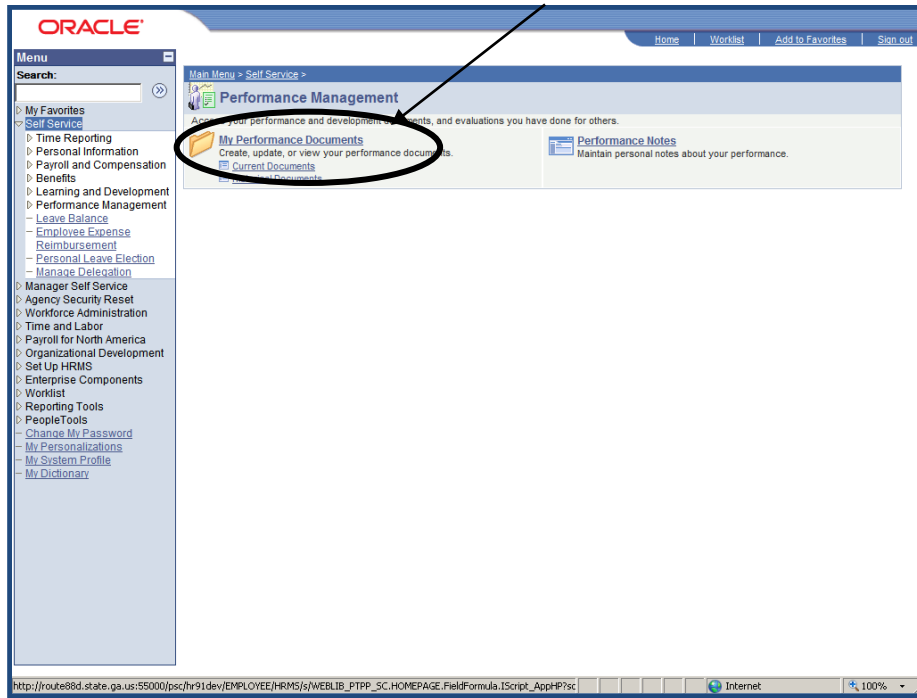 ORACLE'
Home | Worklist | Add to Favorites | Sign out
Menu
Search:
My Favorites
Self Service
Time Reporting
Personal Information
Payroll and Compensation
Benefits
Learning and Development
Performance Management
Leave Balance
Employee Expense
Reimbursement
Personal Leave Election
Manage Delegation
Manager Self Service
Agency Security Reset
Workforce Administration
Time and Labor
Payroll for North America
Organizational Development
Set Up HRMS
Enterprise Components
Worklist
Reporting Tools
PeopleTools
Change My Password
My Personalizations
My System Profile
My Dictionary
Main Menu > Self Service >
Performance Management
Access your performance and development documents, and evaluations you have done for others.
My Performance Documents
Create, update, or view your performance documents.
Current Documents
Historical Documents
Performance Notes
Maintain personal notes about your performance.
http://route88d.state.ga.us:55000/psc/hr91dev/EMPLOYEE/HRMS/s/WEBLIB_PTPP_SC.HOMEPAGE.FieldFormula.IScript_AppHP?sc
Internet
100%